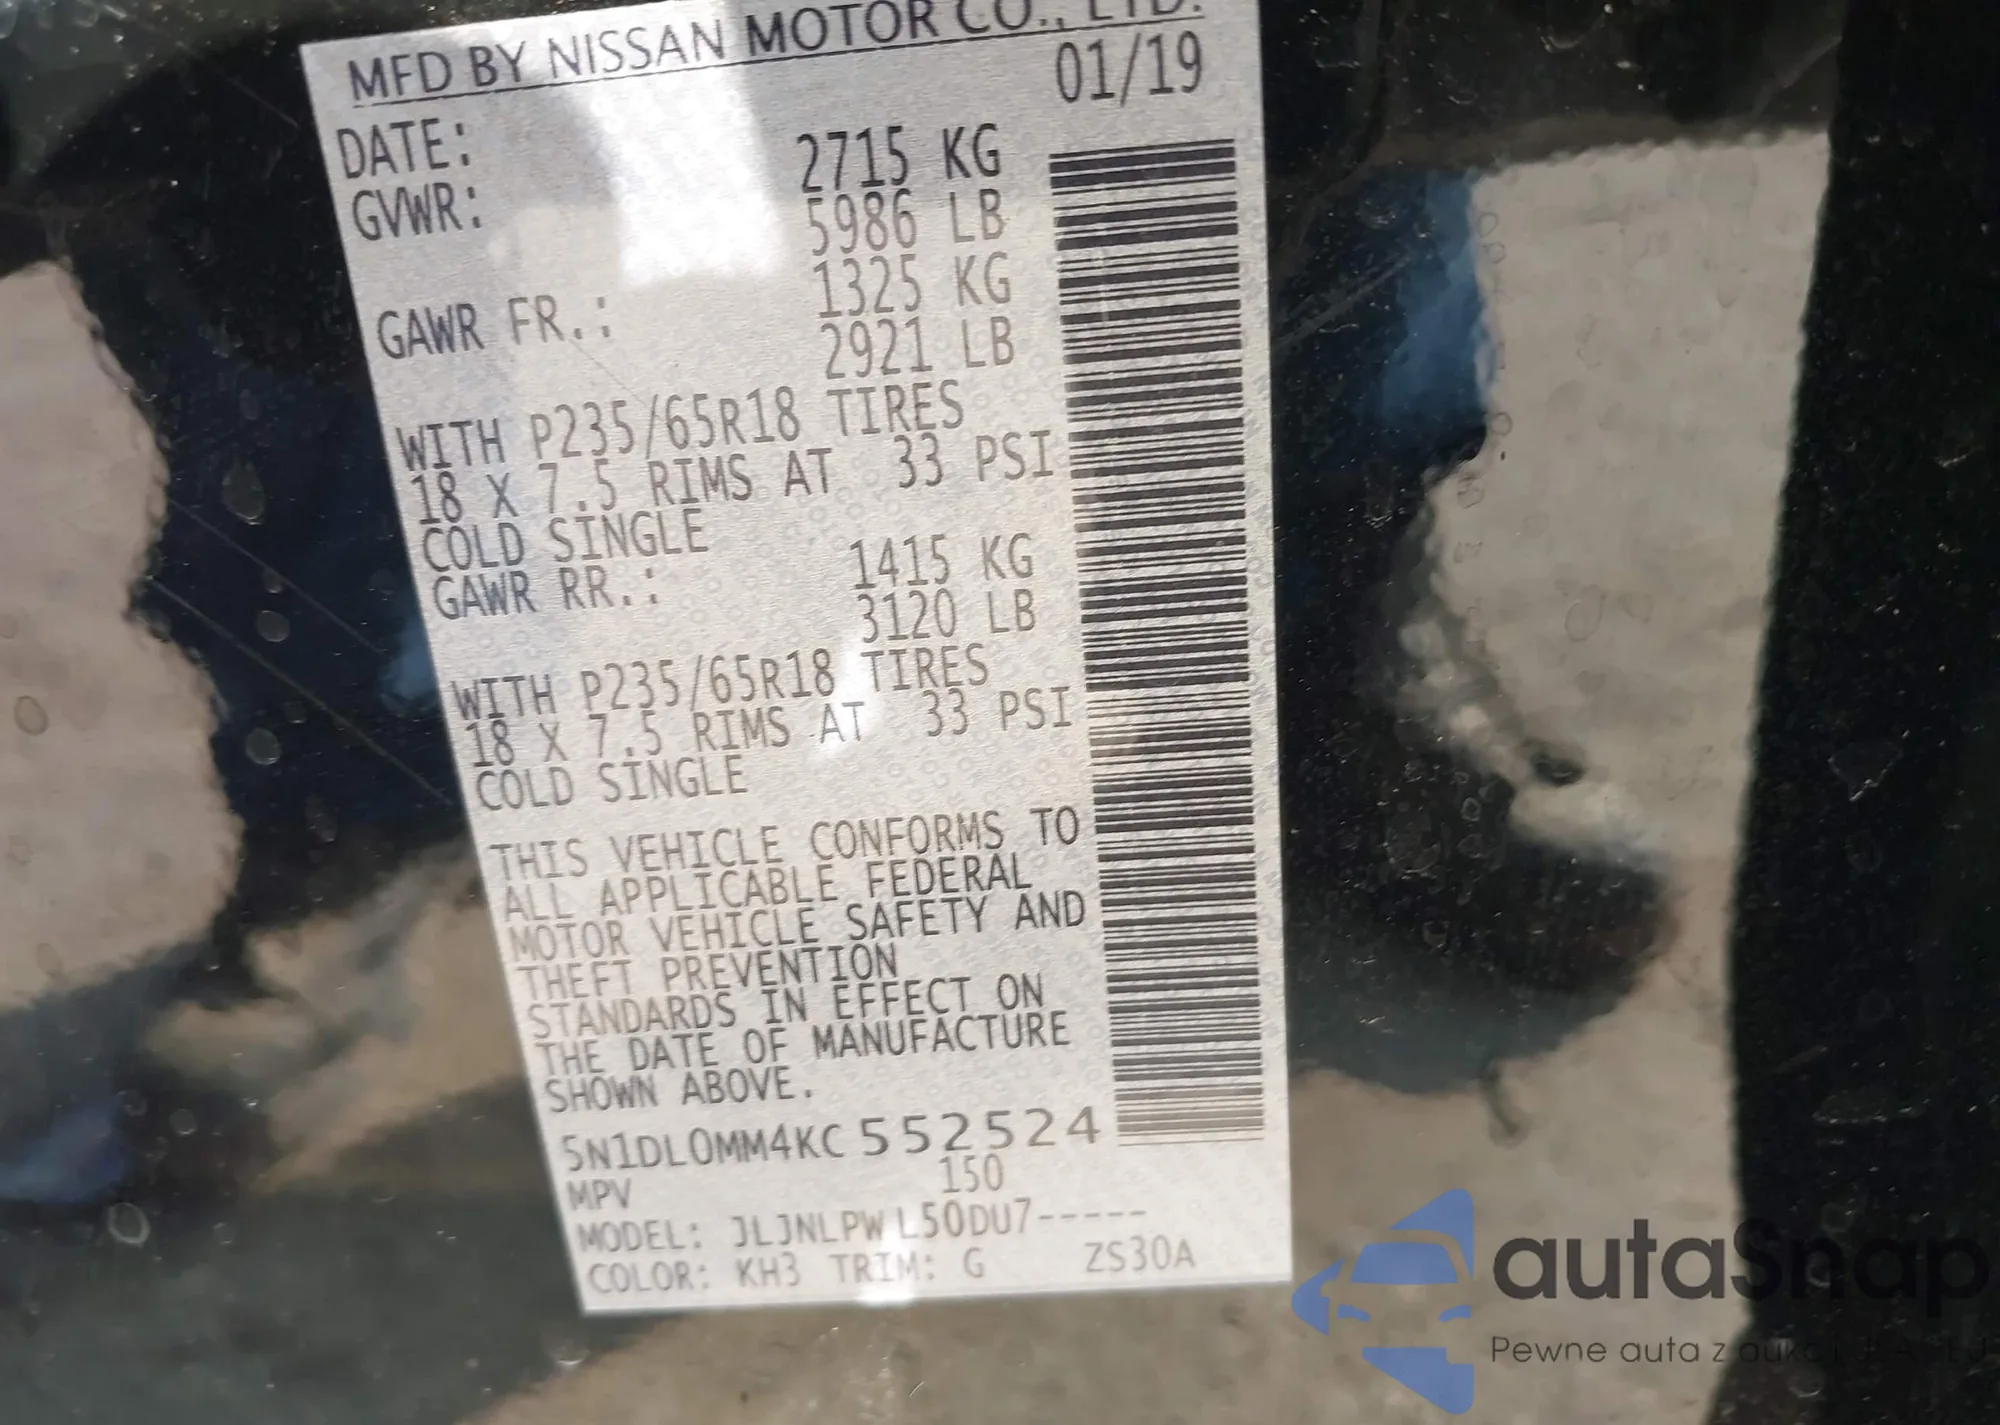 MFD BY NISSAN MOTOR CO., LTD.
DATE: 01/19
GVWR: 2715 KG
5986 LB
GAWR FR.: 1325 KG
2921 LB
WITH P235/65R18 TIRES
18 X 7.5 RIMS AT 33 PSI
COLD SINGLE
GAWR RR.: 1415 KG
3120 LB
WITH P235/65R18 TIRES
18 X 7.5 RIMS AT 33 PSI
COLD SINGLE
THIS VEHICLE CONFORMS TO
ALL APPLICABLE FEDERAL
MOTOR VEHICLE SAFETY AND
THEFT PREVENTION
STANDARDS IN EFFECT ON
THE DATE OF MANUFACTURE
SHOWN ABOVE.
5N1DL0MM4KC552524
MPV 150
MODEL: JLJNLPWL50DU7-----
COLOR: KH3 TRIM: G ZS30A
autaSnap
Pewne auta z aukcji